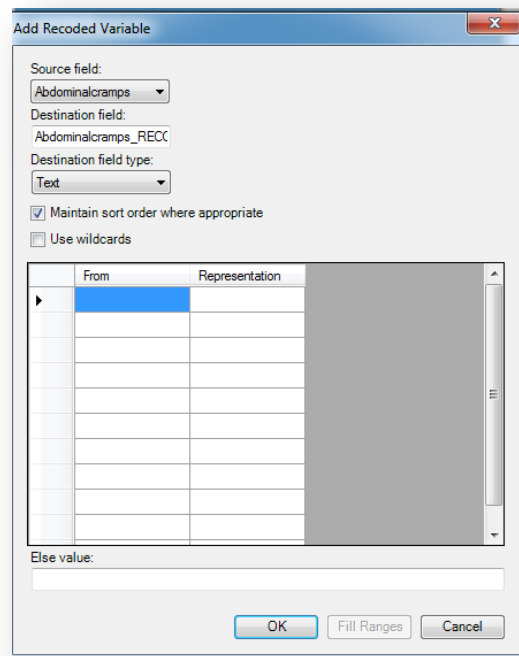 Add Recoded Variable
Source field:
Abdominalcramps
Destination field:
Abdominalcramps_RECO
Destination field type:
Text
Maintain sort order where appropriate
Use wildcards
From Representation
Else value:
OK Fill Ranges Cancel